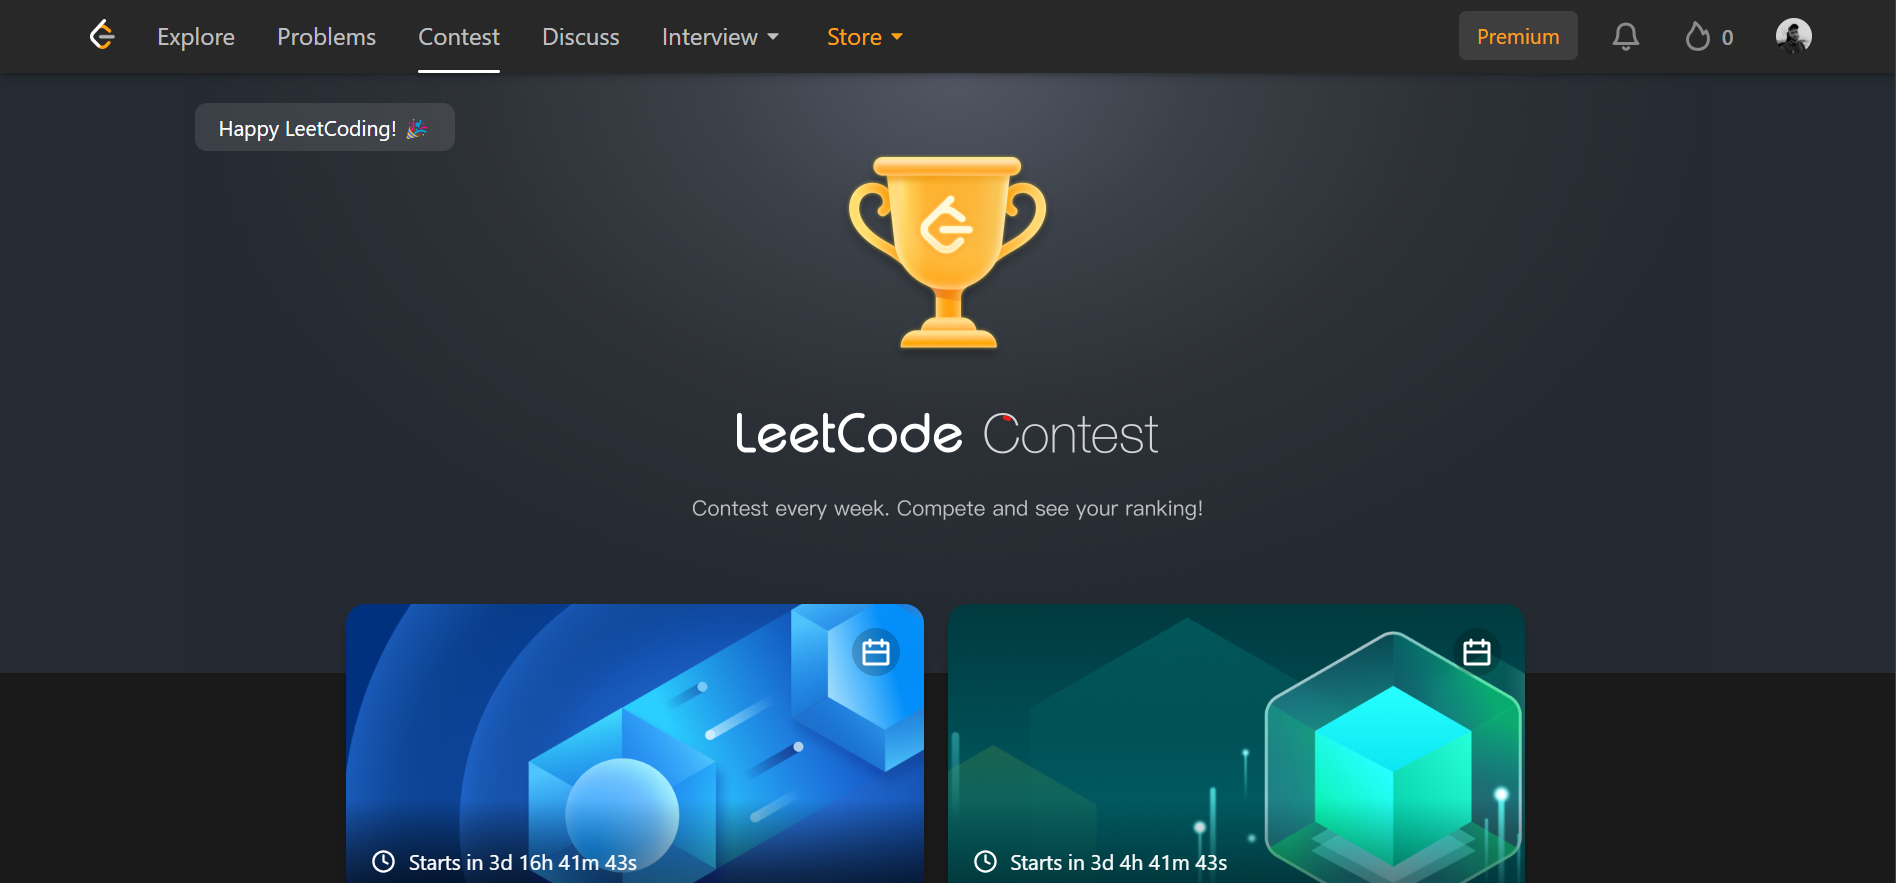 Explore Problems Contest Discuss Interview Store Premium 0
Happy LeetCoding! 🎉
LeetCode Contest
Contest every week. Compete and see your ranking!
Starts in 3d 16h 41m 43s
Starts in 3d 4h 41m 43s